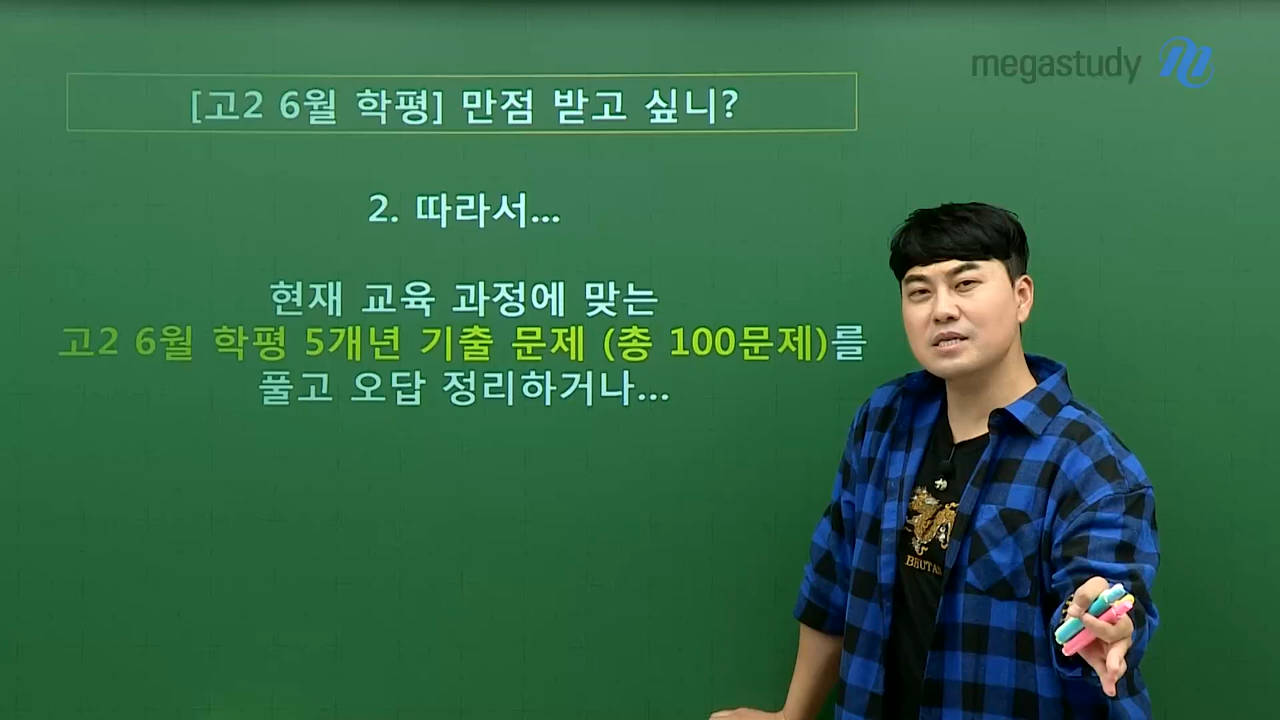 megastudy
[고2 6월 학평] 만점 받고 싶니?
2. 따라서...
현재 교육 과정에 맞는
고2 6월 학평 5개년 기출 문제 (총 100문제)를
풀고 오답 정리하거나...